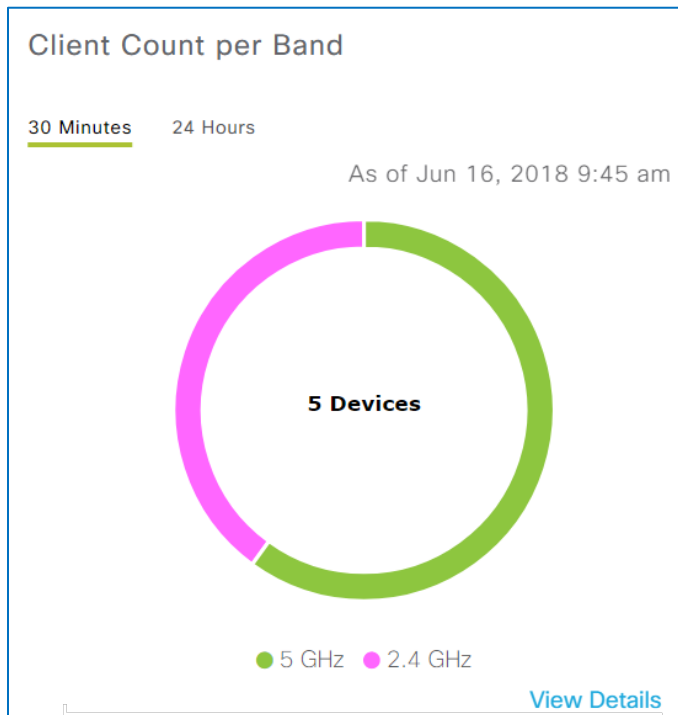 Client Count per Band
30 Minutes 24 Hours
As of Jun 16, 2018 9:45 am
5 Devices
5 GHz 2.4 GHz
View Details